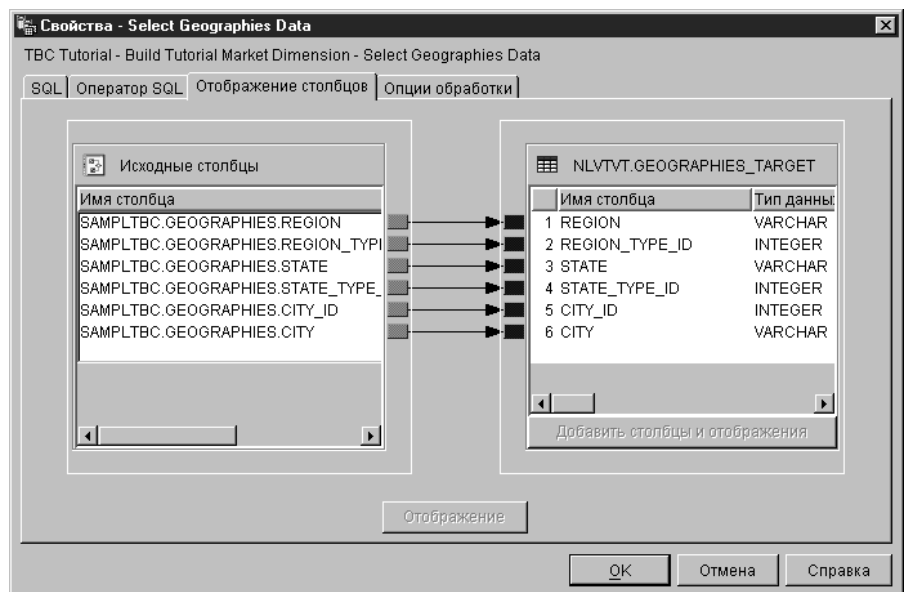 Свойства - Select Geographies Data
TBC Tutorial - Build Tutorial Market Dimension - Select Geographies Data
SQL Оператор SQL Отображение столбцов Опции обработки
Исходные столбцы
Имя столбца
SAMPLTBC.GEOGRAPHIES.REGION
SAMPLTBC.GEOGRAPHIES.REGION_TYPI
SAMPLTBC.GEOGRAPHIES.STATE
SAMPLTBC.GEOGRAPHIES.STATE_TYPE_
SAMPLTBC.GEOGRAPHIES.CITY_ID
SAMPLTBC.GEOGRAPHIES.CITY
NLVTVT.GEOGRAPHIES_TARGET
Имя столбца Тип данны
1 REGION VARCHAR
2 REGION_TYPE_ID INTEGER
3 STATE VARCHAR
4 STATE_TYPE_ID INTEGER
5 CITY_ID INTEGER
6 CITY VARCHAR
Добавить столбцы и отображения
Отображение
OK Отмена Справка